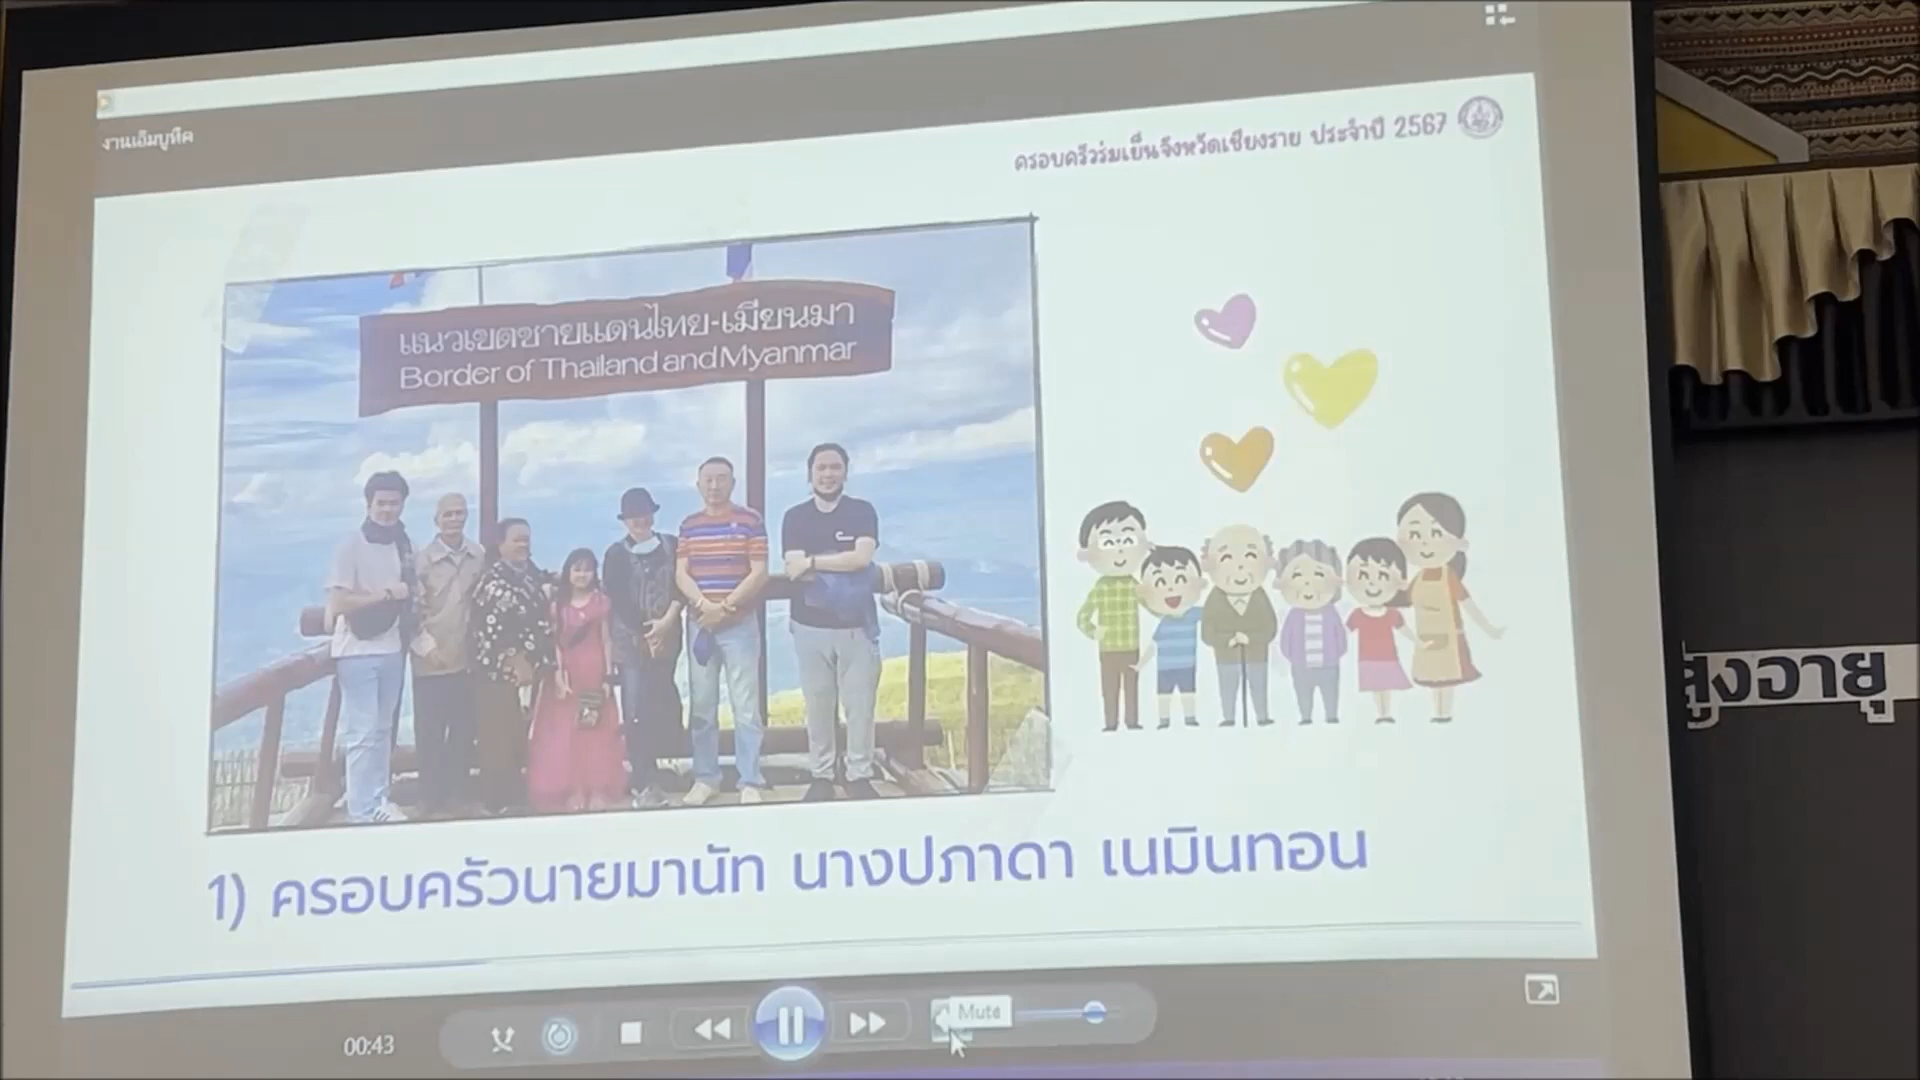 งานเอ็มบูทีค
ครอบครัวร่มเย็นจังหวัดเชียงราย ประจำปี 2567
แนวเขตชายแดนไทย-เมียนมา
Border of Thailand and Myanmar
สูงอายุ
1) ครอบครัวนายมานัท นางปภาดา เนมินทอน
Mute
00:43